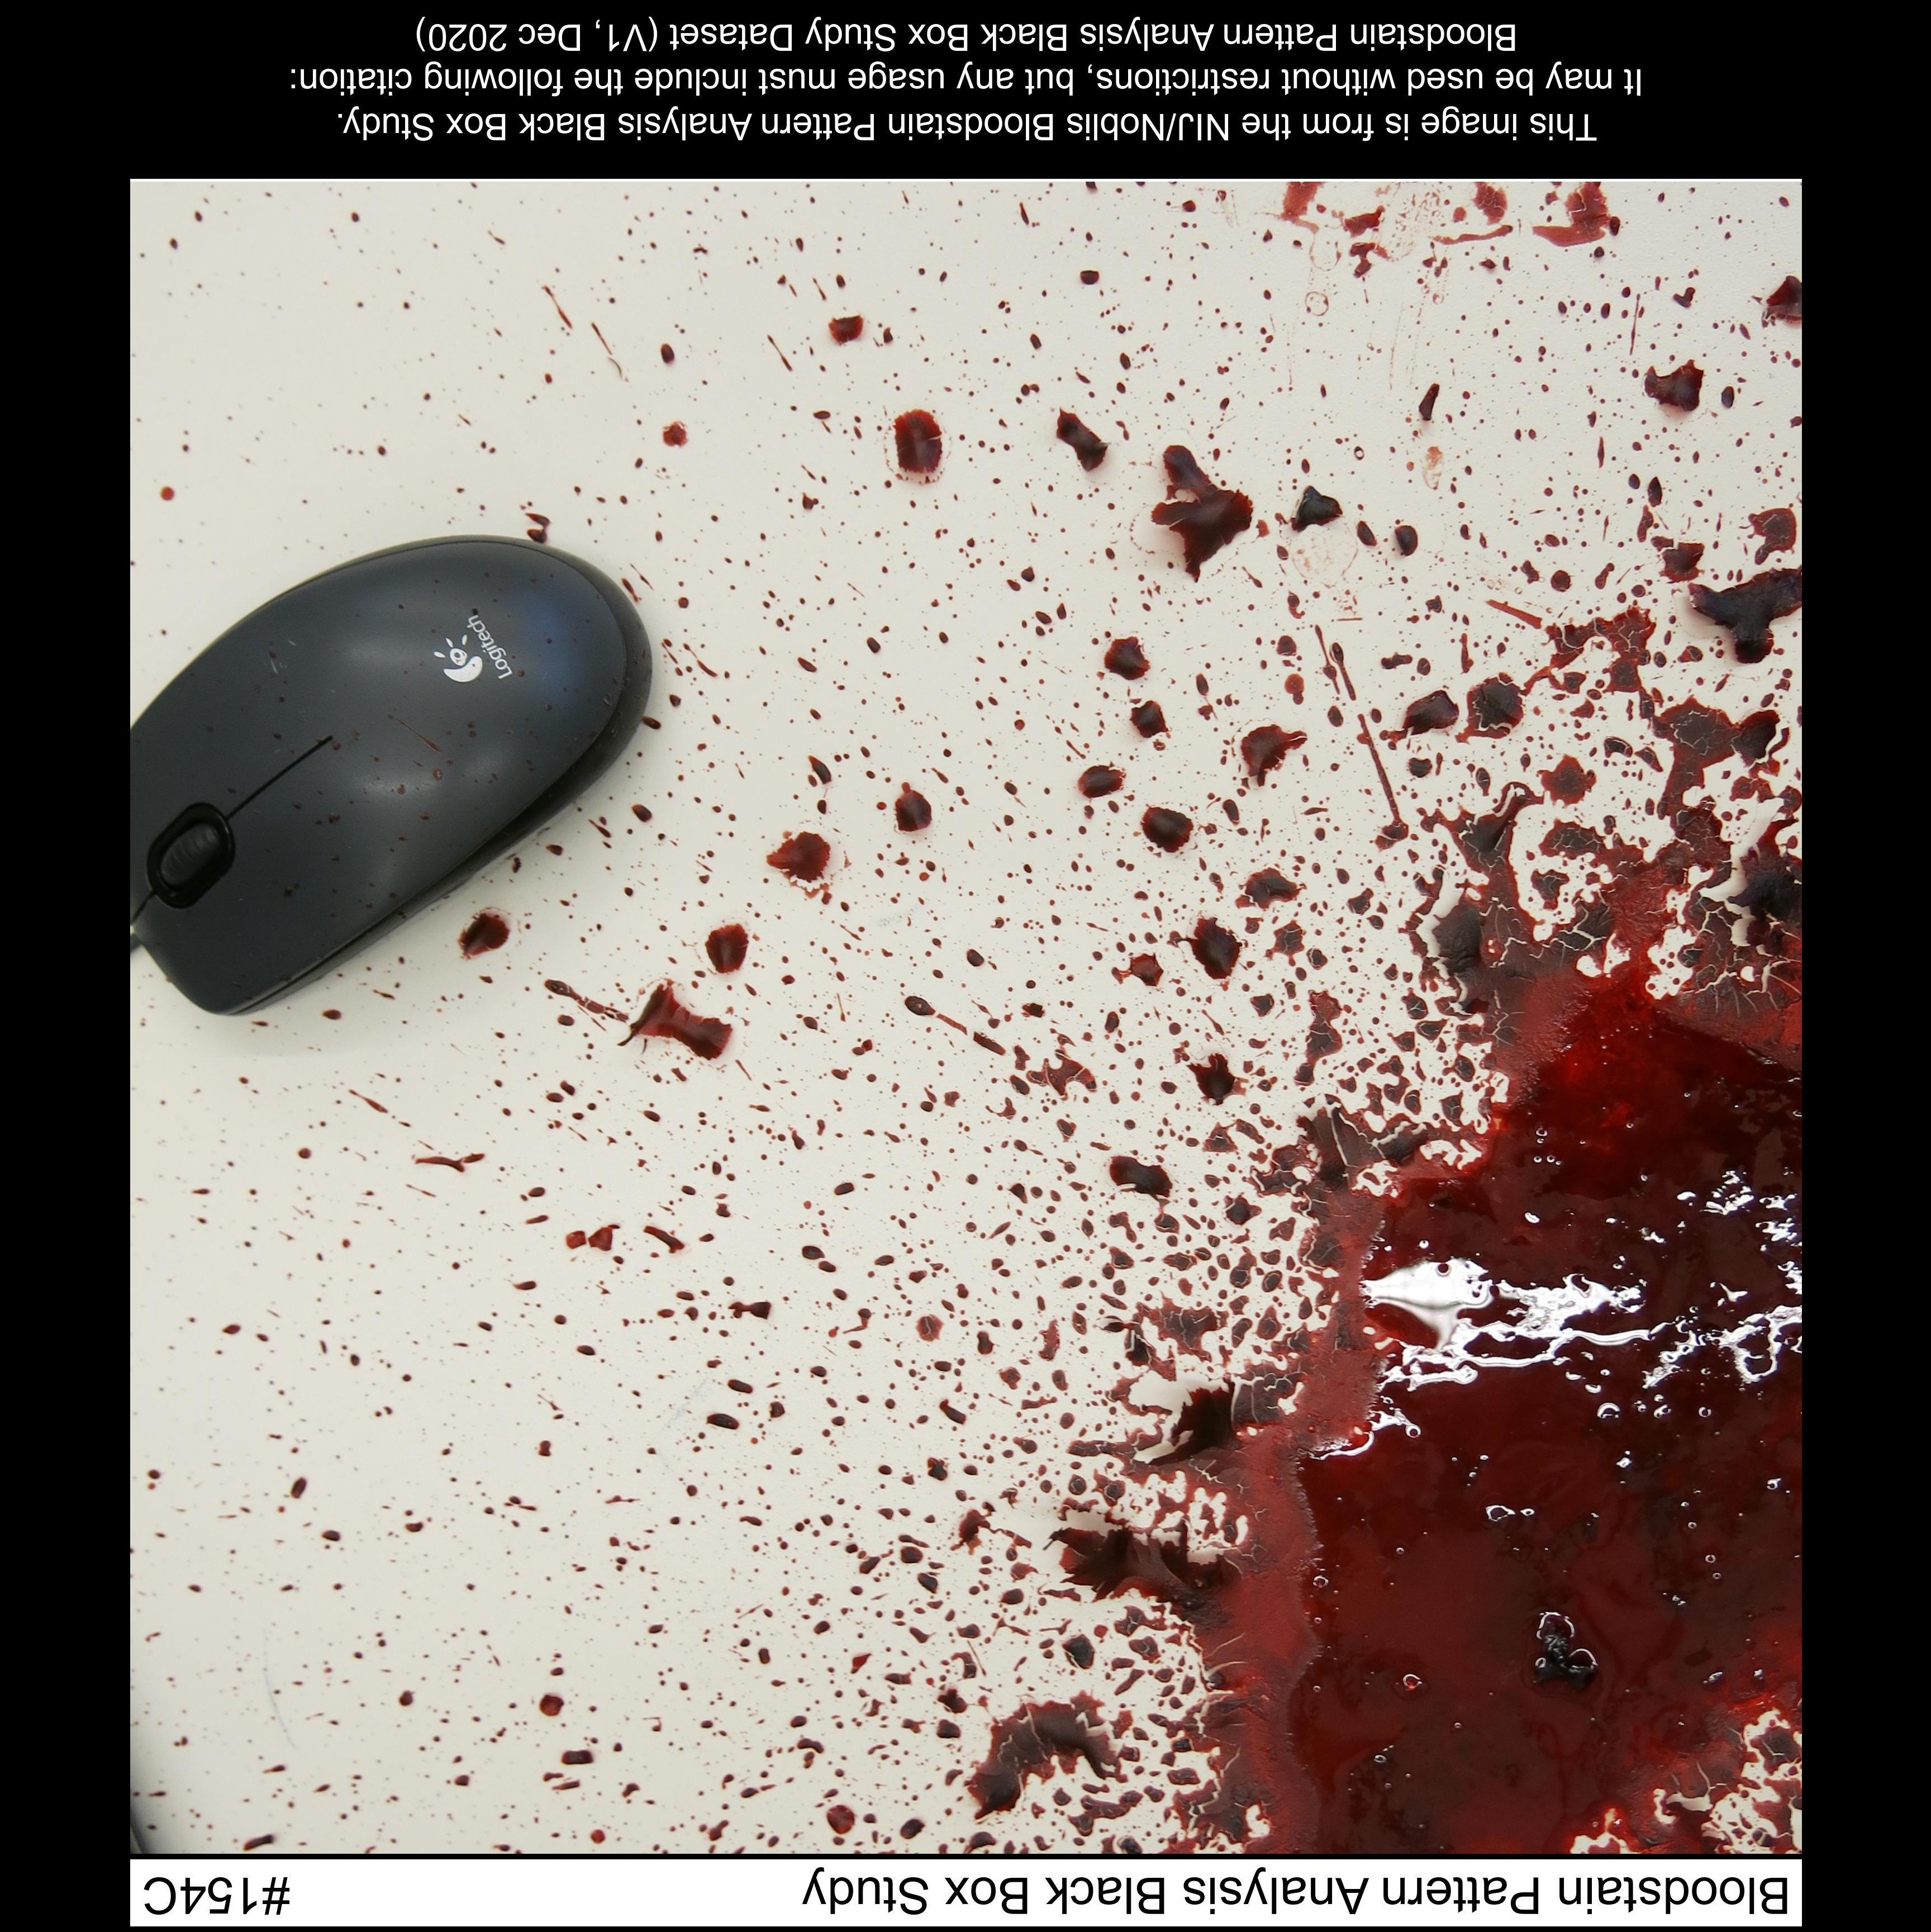 Bloodstain Pattern Analysis Black Box Study #154C
Logitech
This image is from the NIJ/Noblis Bloodstain Pattern Analysis Black Box Study.
It may be used without restrictions, but any usage must include the following citation:
Bloodstain Pattern Analysis Black Box Study Dataset (V1, Dec 2020)